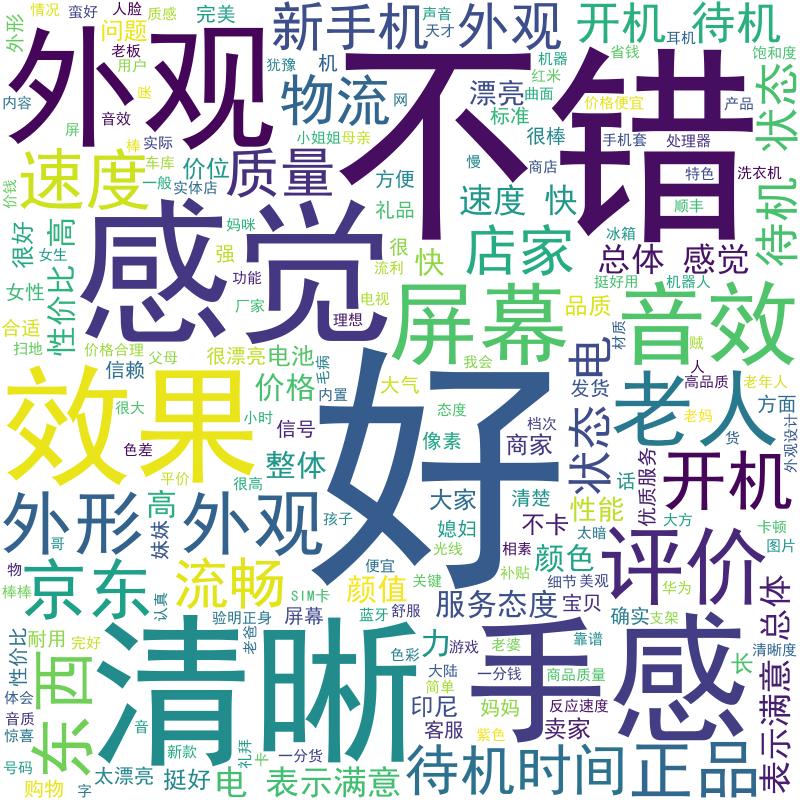 外形
情况
蛮好
人脸
质感
完美
新手机
外观
声音
天才
开机
待机
问题
老板
用户
内容
咪
音效
外观
犹豫
机
物流
网
不错
漂亮
标准
机器
红米
曲面
省钱
耳机
价格便宜
饱和度
产品
状态
屏
棒
实际
小姐姐
母亲
很棒
手机套
处理器
价钱
车库
一般
速度
实体店
价位
质量
方便
慢
商店
特色
洗衣机
速度 快
顺丰
待机
礼品
妈咪
很好
女生
高
感觉
强
很
快
流利
店家
冰箱
总体 感觉
女性
性价比
功能
厂家
电视
理想
挺好用
机器人
品质
屏幕
音效
合适
扫地
价格合理
父母
信赖
很漂亮
电池
毛病
内置
大气
我会
电
材质
贼
人
高品质
老年人
效果
很大
色差
小时
价格
信号
好
态度
档次
发货
老人
老妈
方面
货
外观设计
状态
像素
商家
整体
平价
很高
大家
清楚
性能
话
优质服务
开机
外形
高
外观
孩子
媳妇
不卡
太暗
大方
卡顿
图片
哥
妹妹
物
棒棒
京东
认真
流畅
便宜
光线
相素
颜色
评价
SIM卡
颜值
关键
补贴
细节
美观
华为
总体
验明正身
屏幕
蓝牙
舒服
服务态度
宝贝
确实
支架
性价比
耐用
完好
老爸
清晰
色彩
力
游戏
老婆
靠谱
手感
长
清晰度
表示满意
体会
东西
大陆
简单
一分钱
商品质量
音质
惊喜
音
印尼
妈妈
反应速度
客服
紫色
卖家
号码
新款
礼拜
平
一分货
购物
字
太漂亮
挺好
电
表示满意
待机时间
正品